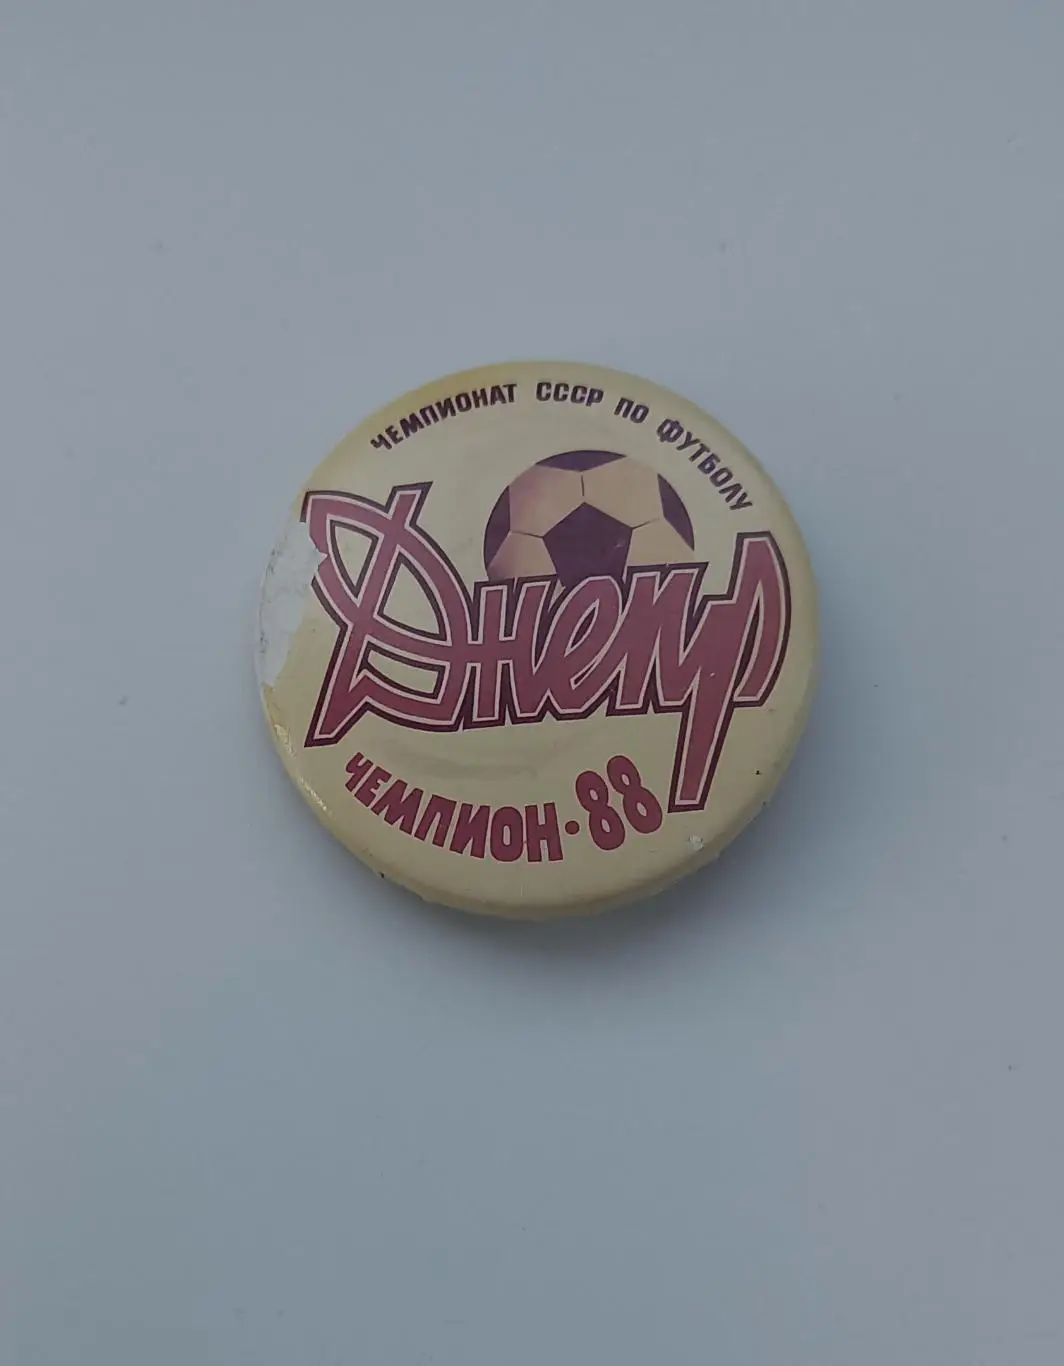 ЧЕМПИОНАТ СССР ПО ФУТБОЛУ
Днепр
ЧЕМПИОН·88